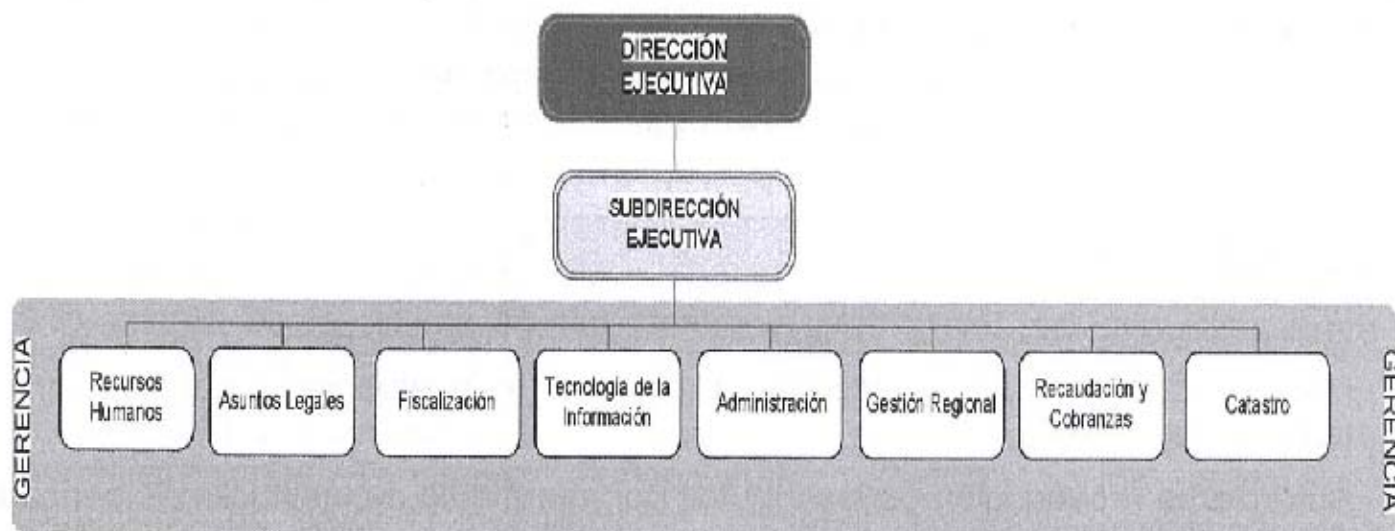 DIRECCIÓN
EJECUTIVA
SUBDIRECCIÓN
EJECUTIVA
GERENCIA
Recursos
Humanos
Asuntos Legales
Fiscalización
Tecnología de la
Información
Administración
Gestión Regional
Recaudación y
Cobranzas
Catastro
GERENCIA